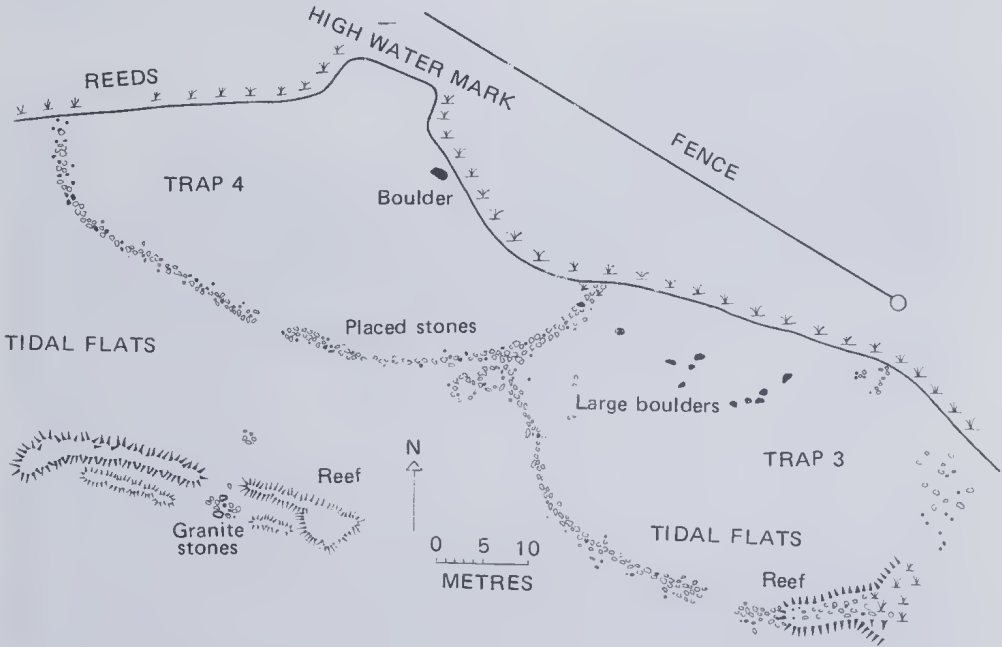 HIGH WATER MARK
REEDS
FENCE
TRAP 4
Boulder
Placed stones
TIDAL FLATS
Large boulders
N
Reef
TRAP 3
Granite
stones
TIDAL FLATS
0 5 10
METRES
Reef